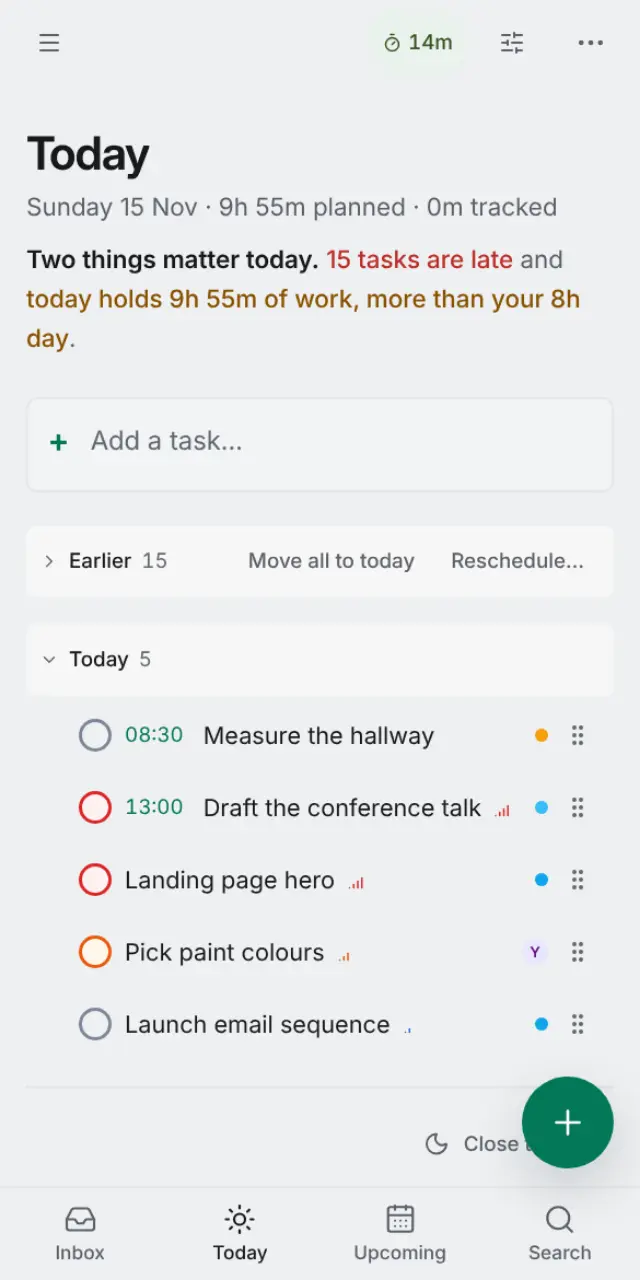 14m
Today
Sunday 15 Nov · 9h 55m planned · 0m tracked
Two things matter today. 15 tasks are late and
today holds 9h 55m of work, more than your 8h
day.
+ Add a task...
Earlier 15 Move all to today Reschedule...
Today 5
08:30 Measure the hallway
13:00 Draft the conference talk
Landing page hero
Pick paint colours Y
Launch email sequence
Close
Inbox Today Upcoming Search